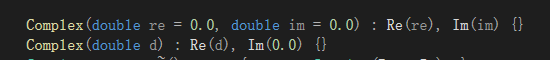 Complex(double re = 0.0, double im = 0.0) : Re(re), Im(im) {}
Complex(double d) : Re(d), Im(0.0) {}